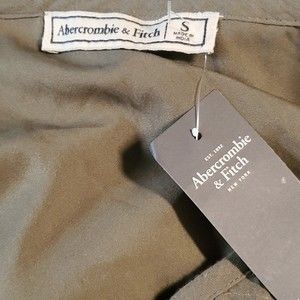 Abercrombie & Fitch
S
MADE IN
INDIA
EST. 1892
Abercrombie
& Fitch
NEW YORK